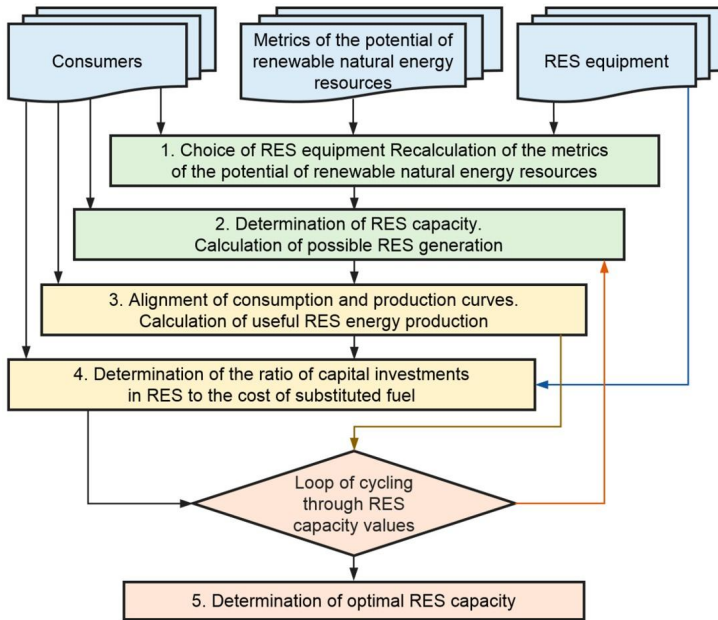 Consumers
Metrics of the potential of
renewable natural energy
resources
RES equipment
1. Choice of RES equipment Recalculation of the metrics
of the potential of renewable natural energy resources
2. Determination of RES capacity.
Calculation of possible RES generation
3. Alignment of consumption and production curves.
Calculation of useful RES energy production
4. Determination of the ratio of capital investments
in RES to the cost of substituted fuel
Loop of cycling
through RES
capacity values
5. Determination of optimal RES capacity